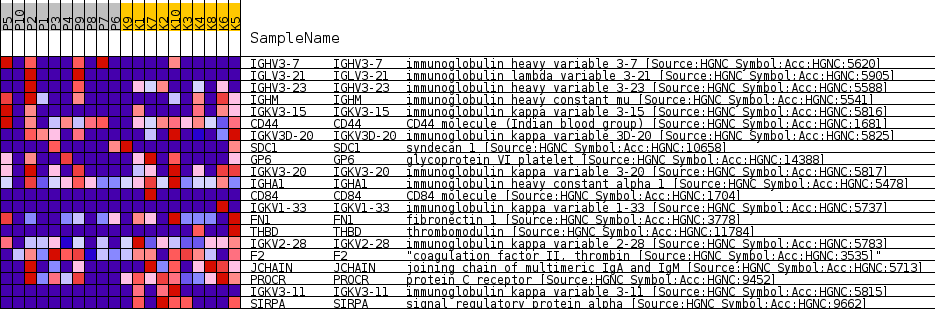 P5 P10 P2 P1 P3 P4 P9 P8 P7 P6 K9 K1 K7 K2 K10 K3 K4 K8 K6 K5
SampleName
IGHV3-7 IGHV3-7 immunoglobulin heavy variable 3-7 [Source:HGNC Symbol;Acc:HGNC:5620]
IGLV3-21 IGLV3-21 immunoglobulin lambda variable 3-21 [Source:HGNC Symbol;Acc:HGNC:5905]
IGHV3-23 IGHV3-23 immunoglobulin heavy variable 3-23 [Source:HGNC Symbol;Acc:HGNC:5588]
IGHM IGHM immunoglobulin heavy constant mu [Source:HGNC Symbol;Acc:HGNC:5541]
IGKV3-15 IGKV3-15 immunoglobulin kappa variable 3-15 [Source:HGNC Symbol;Acc:HGNC:5816]
CD44 CD44 CD44 molecule (Indian blood group) [Source:HGNC Symbol;Acc:HGNC:1681]
IGKV3D-20 IGKV3D-20 immunoglobulin kappa variable 3D-20 [Source:HGNC Symbol;Acc:HGNC:5825]
SDC1 SDC1 syndecan 1 [Source:HGNC Symbol;Acc:HGNC:10658]
GP6 GP6 glycoprotein VI platelet [Source:HGNC Symbol;Acc:HGNC:14388]
IGKV3-20 IGKV3-20 immunoglobulin kappa variable 3-20 [Source:HGNC Symbol;Acc:HGNC:5817]
IGHA1 IGHA1 immunoglobulin heavy constant alpha 1 [Source:HGNC Symbol;Acc:HGNC:5478]
CD84 CD84 CD84 molecule [Source:HGNC Symbol;Acc:HGNC:1704]
IGKV1-33 IGKV1-33 immunoglobulin kappa variable 1-33 [Source:HGNC Symbol;Acc:HGNC:5737]
FN1 FN1 fibronectin 1 [Source:HGNC Symbol;Acc:HGNC:3778]
THBD THBD thrombomodulin [Source:HGNC Symbol;Acc:HGNC:11784]
IGKV2-28 IGKV2-28 immunoglobulin kappa variable 2-28 [Source:HGNC Symbol;Acc:HGNC:5783]
F2 F2 "coagulation factor II, thrombin [Source:HGNC Symbol;Acc:HGNC:3535]"
JCHAIN JCHAIN joining chain of multimeric IgA and IgM [Source:HGNC Symbol;Acc:HGNC:5713]
PROCR PROCR protein C receptor [Source:HGNC Symbol;Acc:HGNC:9452]
IGKV3-11 IGKV3-11 immunoglobulin kappa variable 3-11 [Source:HGNC Symbol;Acc:HGNC:5815]
SIRPA SIRPA signal regulatory protein alpha [Source:HGNC Symbol;Acc:HGNC:9662]